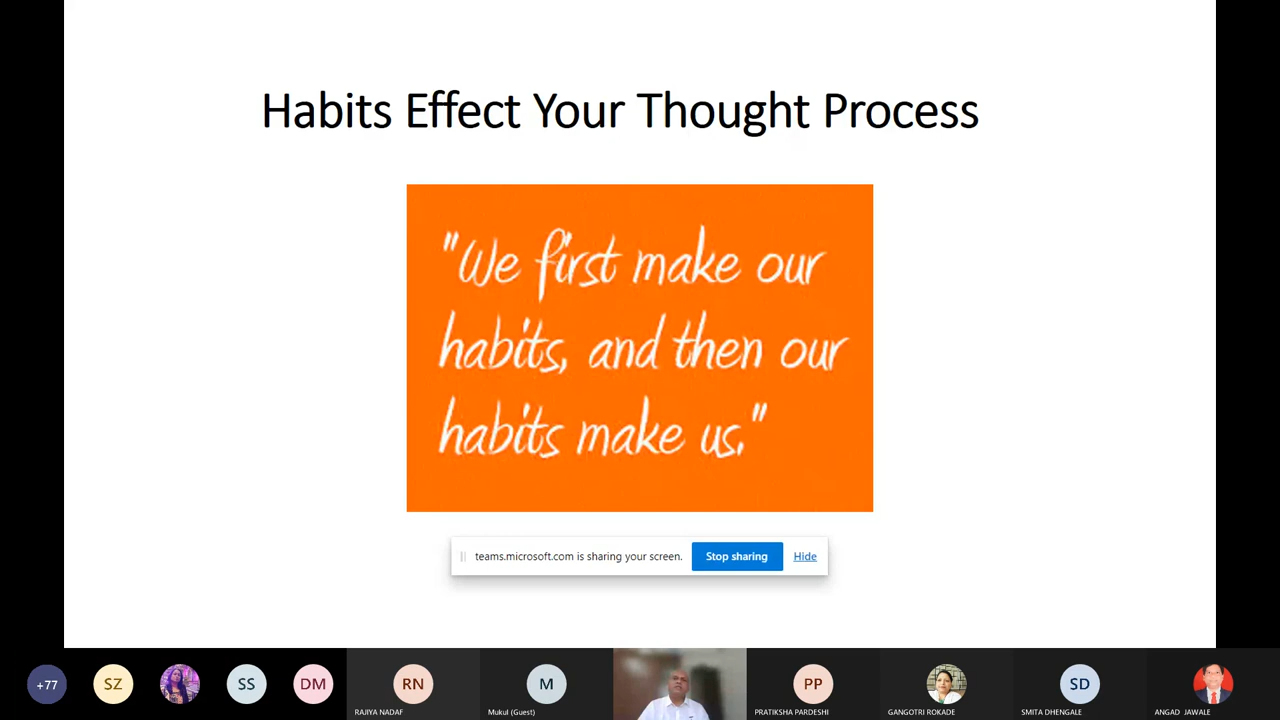 Habits Effect Your Thought Process
"We first make our
habits, and then our
habits make us."
teams.microsoft.com is sharing your screen. Stop sharing Hide
+77 SZ SS DM RN M PP SD
RAJIYA NADAF Mukul (Guest) PRATIKSHA PARDESHI GANGOTRI ROKADE SMITA DHENGALE ANGAD JAWALE